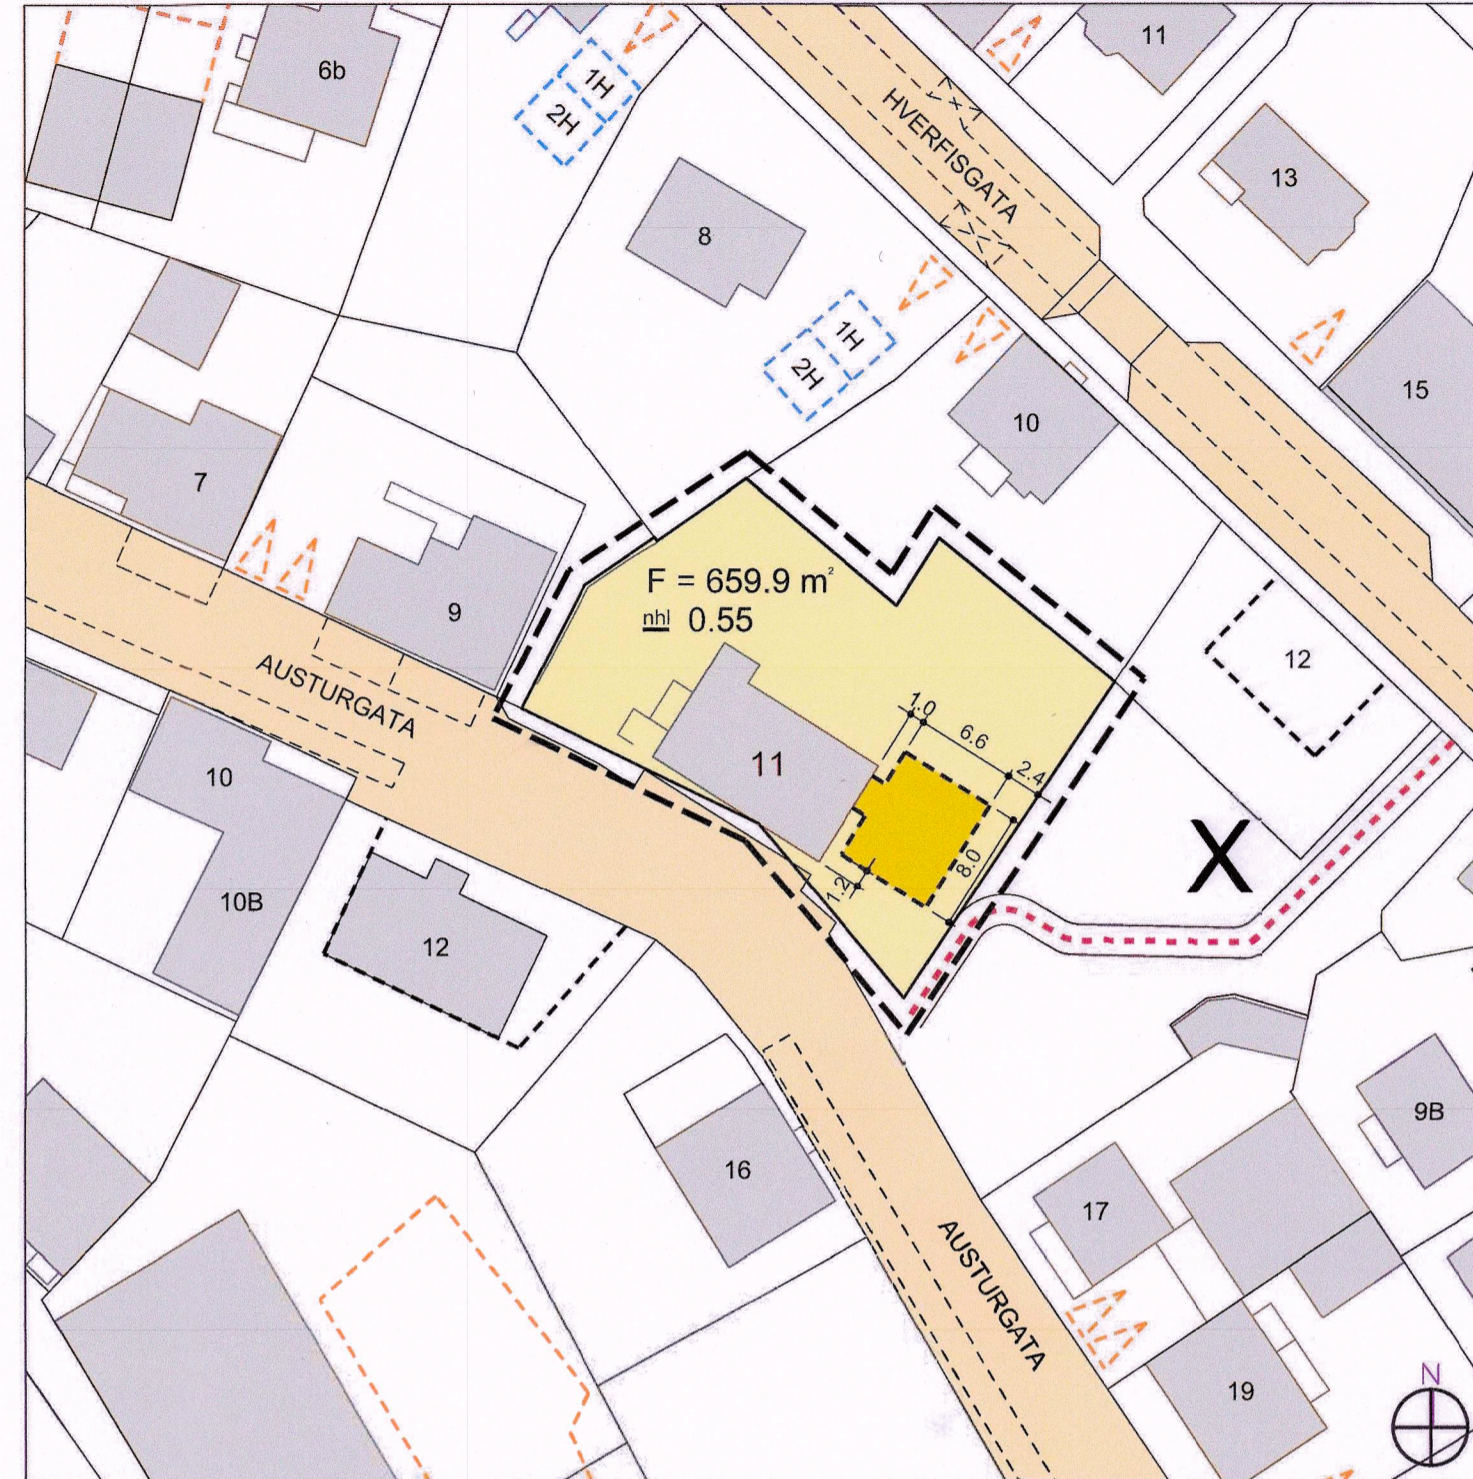 6b
1H
2H
11
HVERFISGATA
13
8
1H
2H
10
15
7
9
F = 659.9 m²
nhl 0.55
12
AUSTURGATA
1.0
6.6
2.4
11
8.0
1.2
X
10
10B
12
16
9B
17
AUSTURGATA
19
N